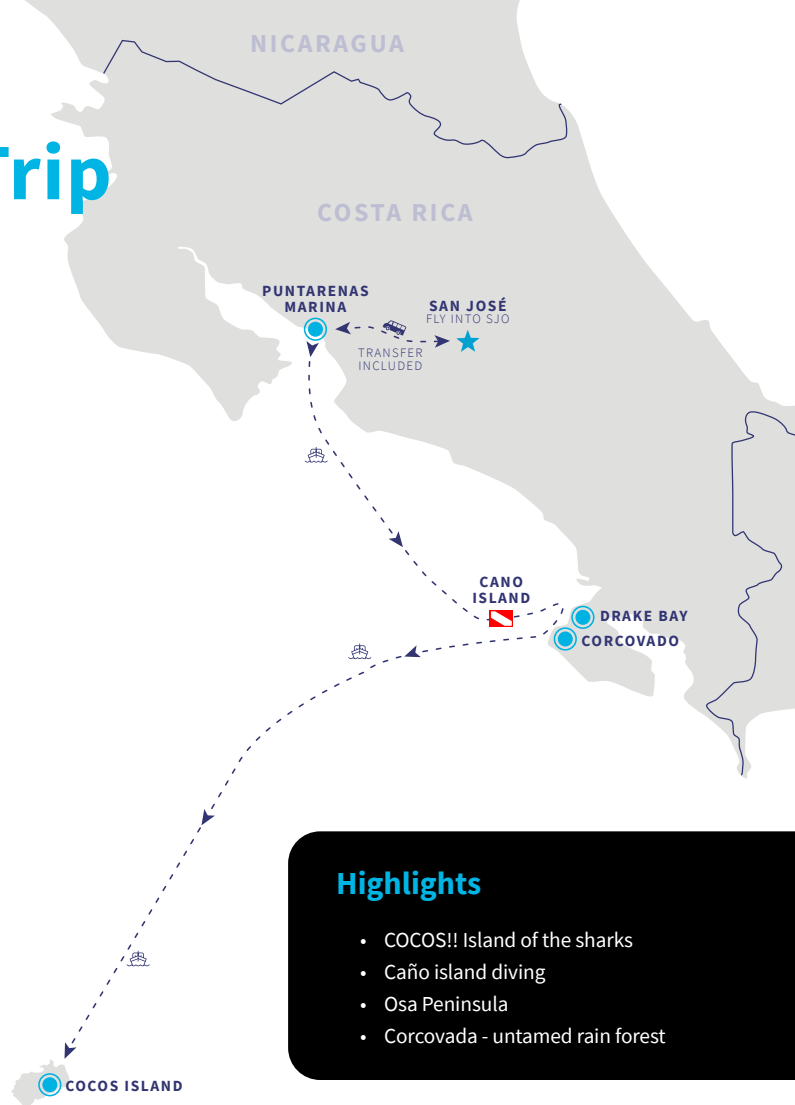 NICARAGUA
Trip
COSTA RICA
PUNTARENAS
MARINA
SAN JOSÉ
FLY INTO SJO
TRANSFER
INCLUDED
CANO
ISLAND
DRAKE BAY
CORCOVADO
Highlights
• COCOS!! Island of the sharks
• Caño island diving
• Osa Peninsula
• Corcovada - untamed rain forest
COCOS ISLAND